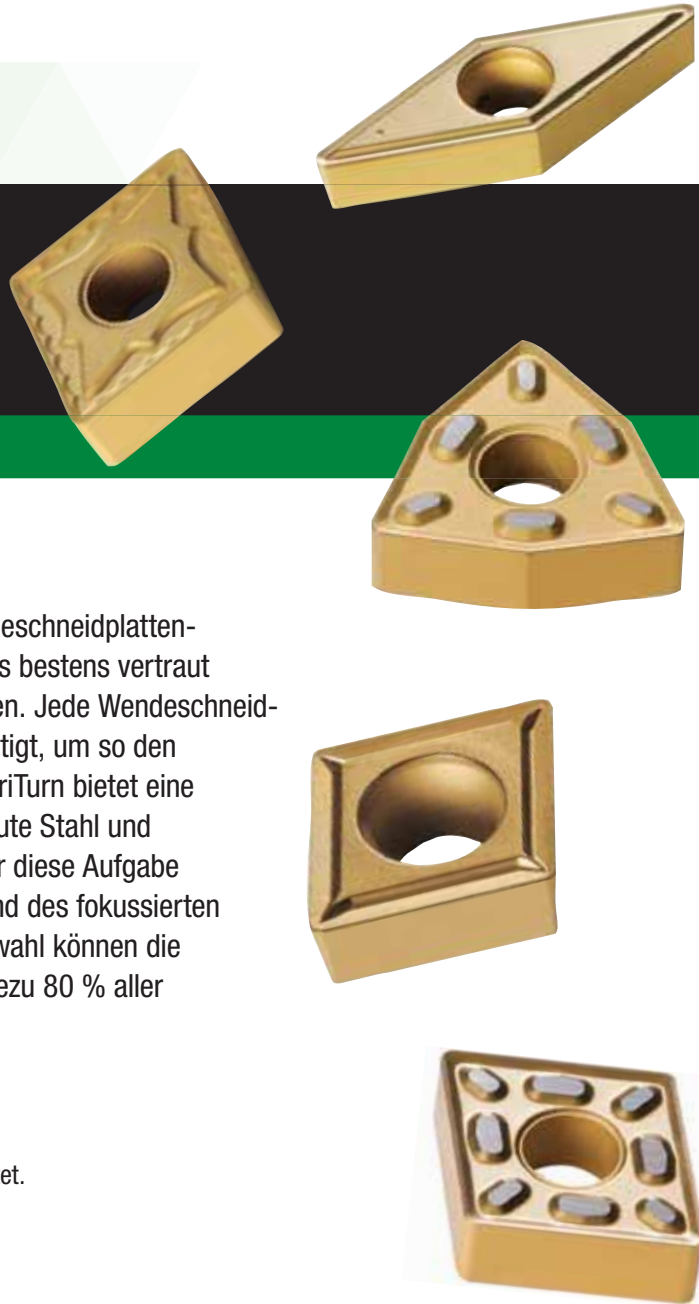 eschneidplatten-
s bestens vertraut
en. Jede Wendeschneid-
tigt, um so den
riTurn bietet eine
ute Stahl und
r diese Aufgabe
nd des fokussierten
wahl können die
ezu 80 % aller
et.